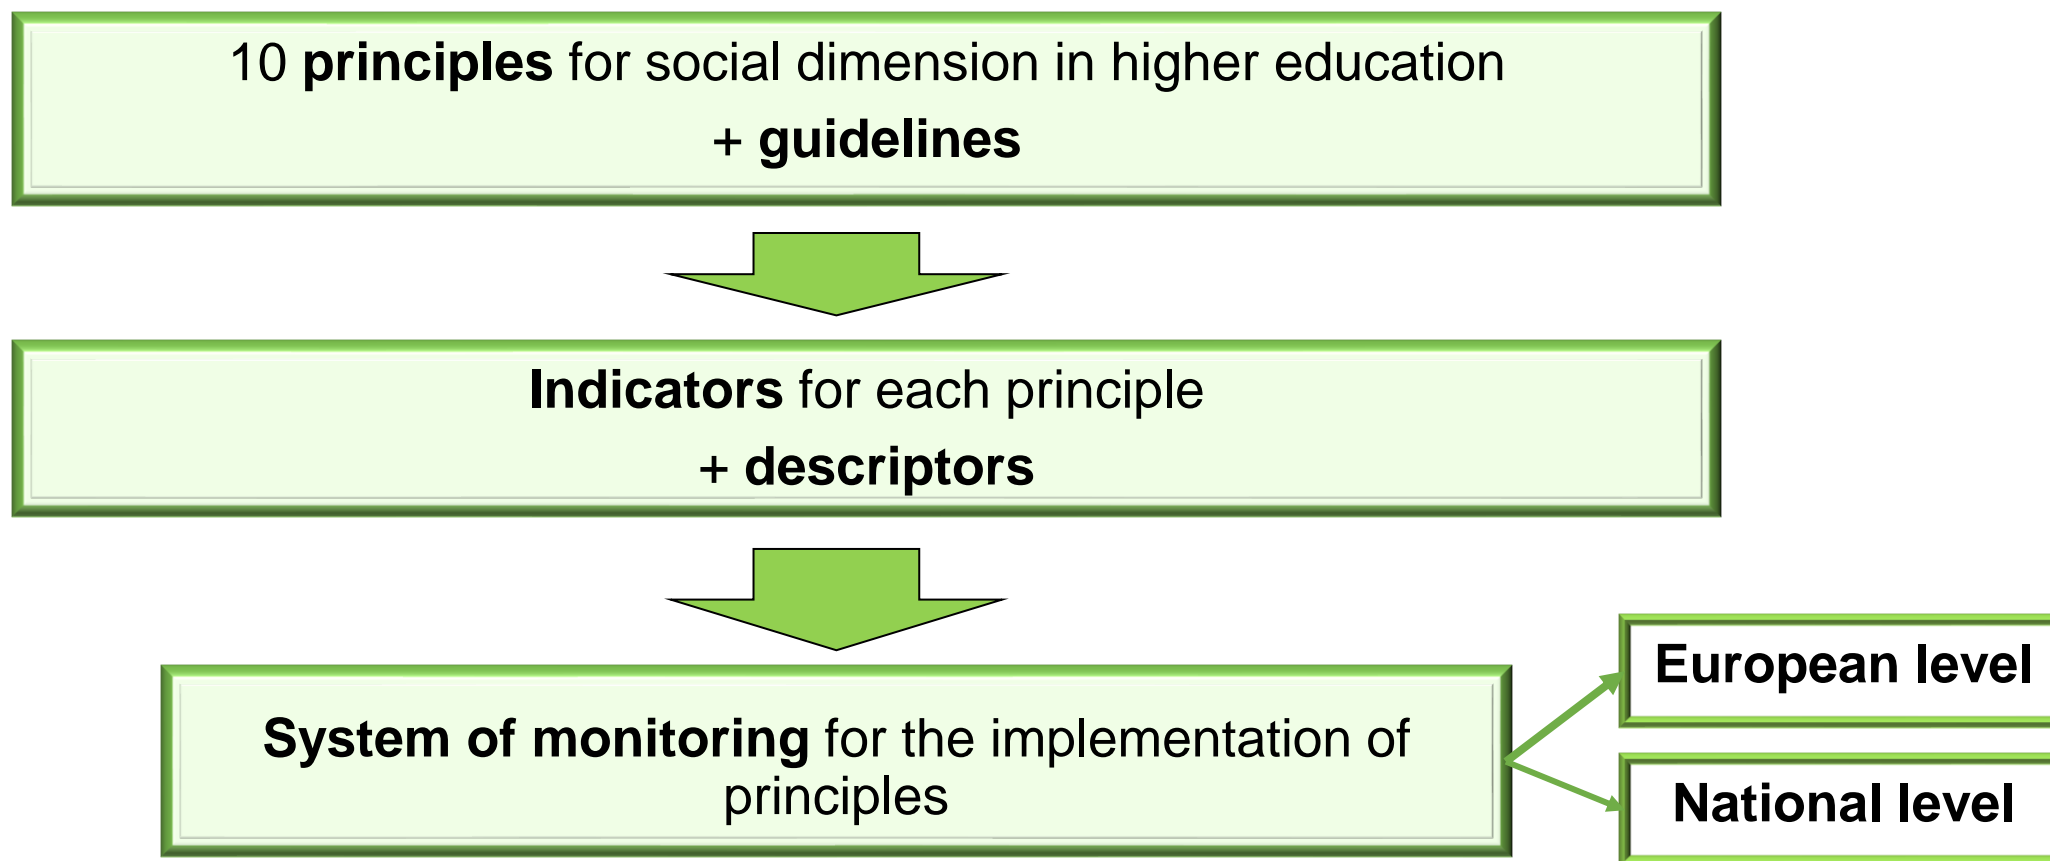 10 principles for social dimension in higher education
+ guidelines
Indicators for each principle
+ descriptors
System of monitoring for the implementation of
principles
European level
National level